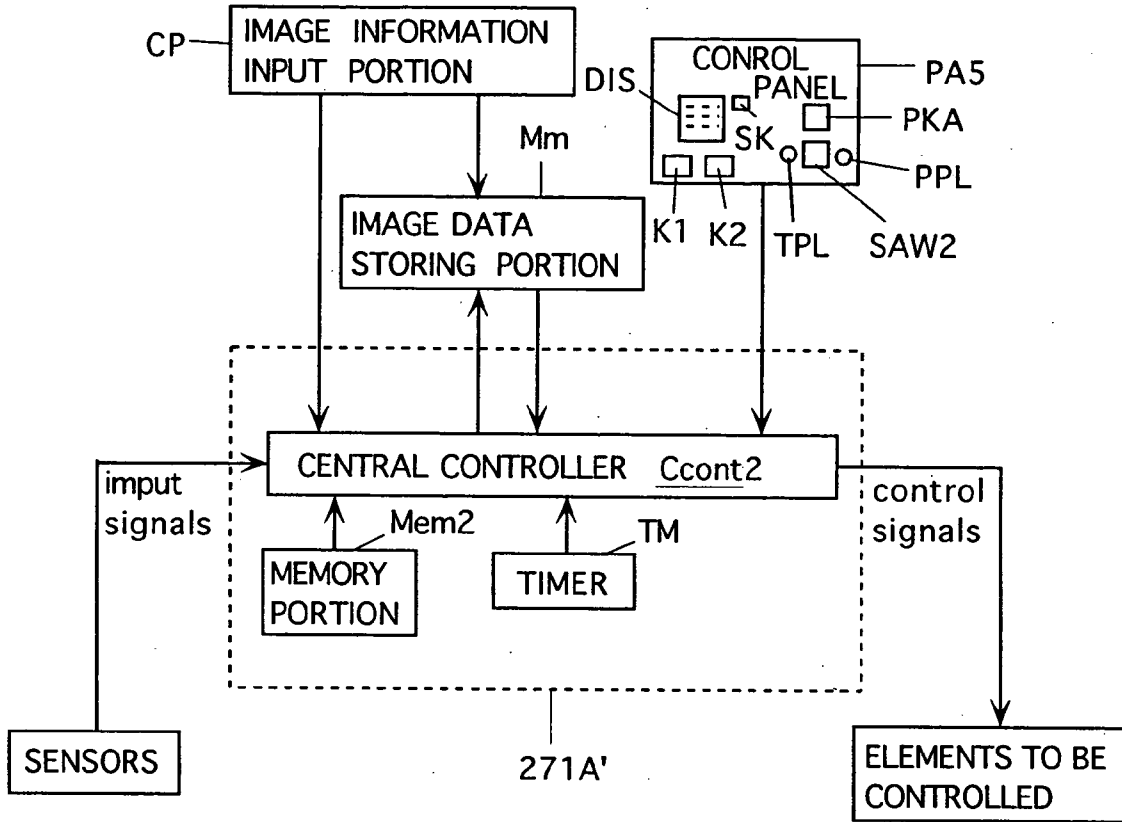 CP
IMAGE INFORMATION
INPUT PORTION
CONROL
PANEL
PA5
DIS
SK
PKA
PPL
Mm
K1
K2
TPL
SAW2
IMAGE DATA
STORING PORTION
CENTRAL CONTROLLER Ccont2
imput
signals
control
signals
Mem2
TM
MEMORY
PORTION
TIMER
SENSORS
271A'
ELEMENTS TO BE
CONTROLLED